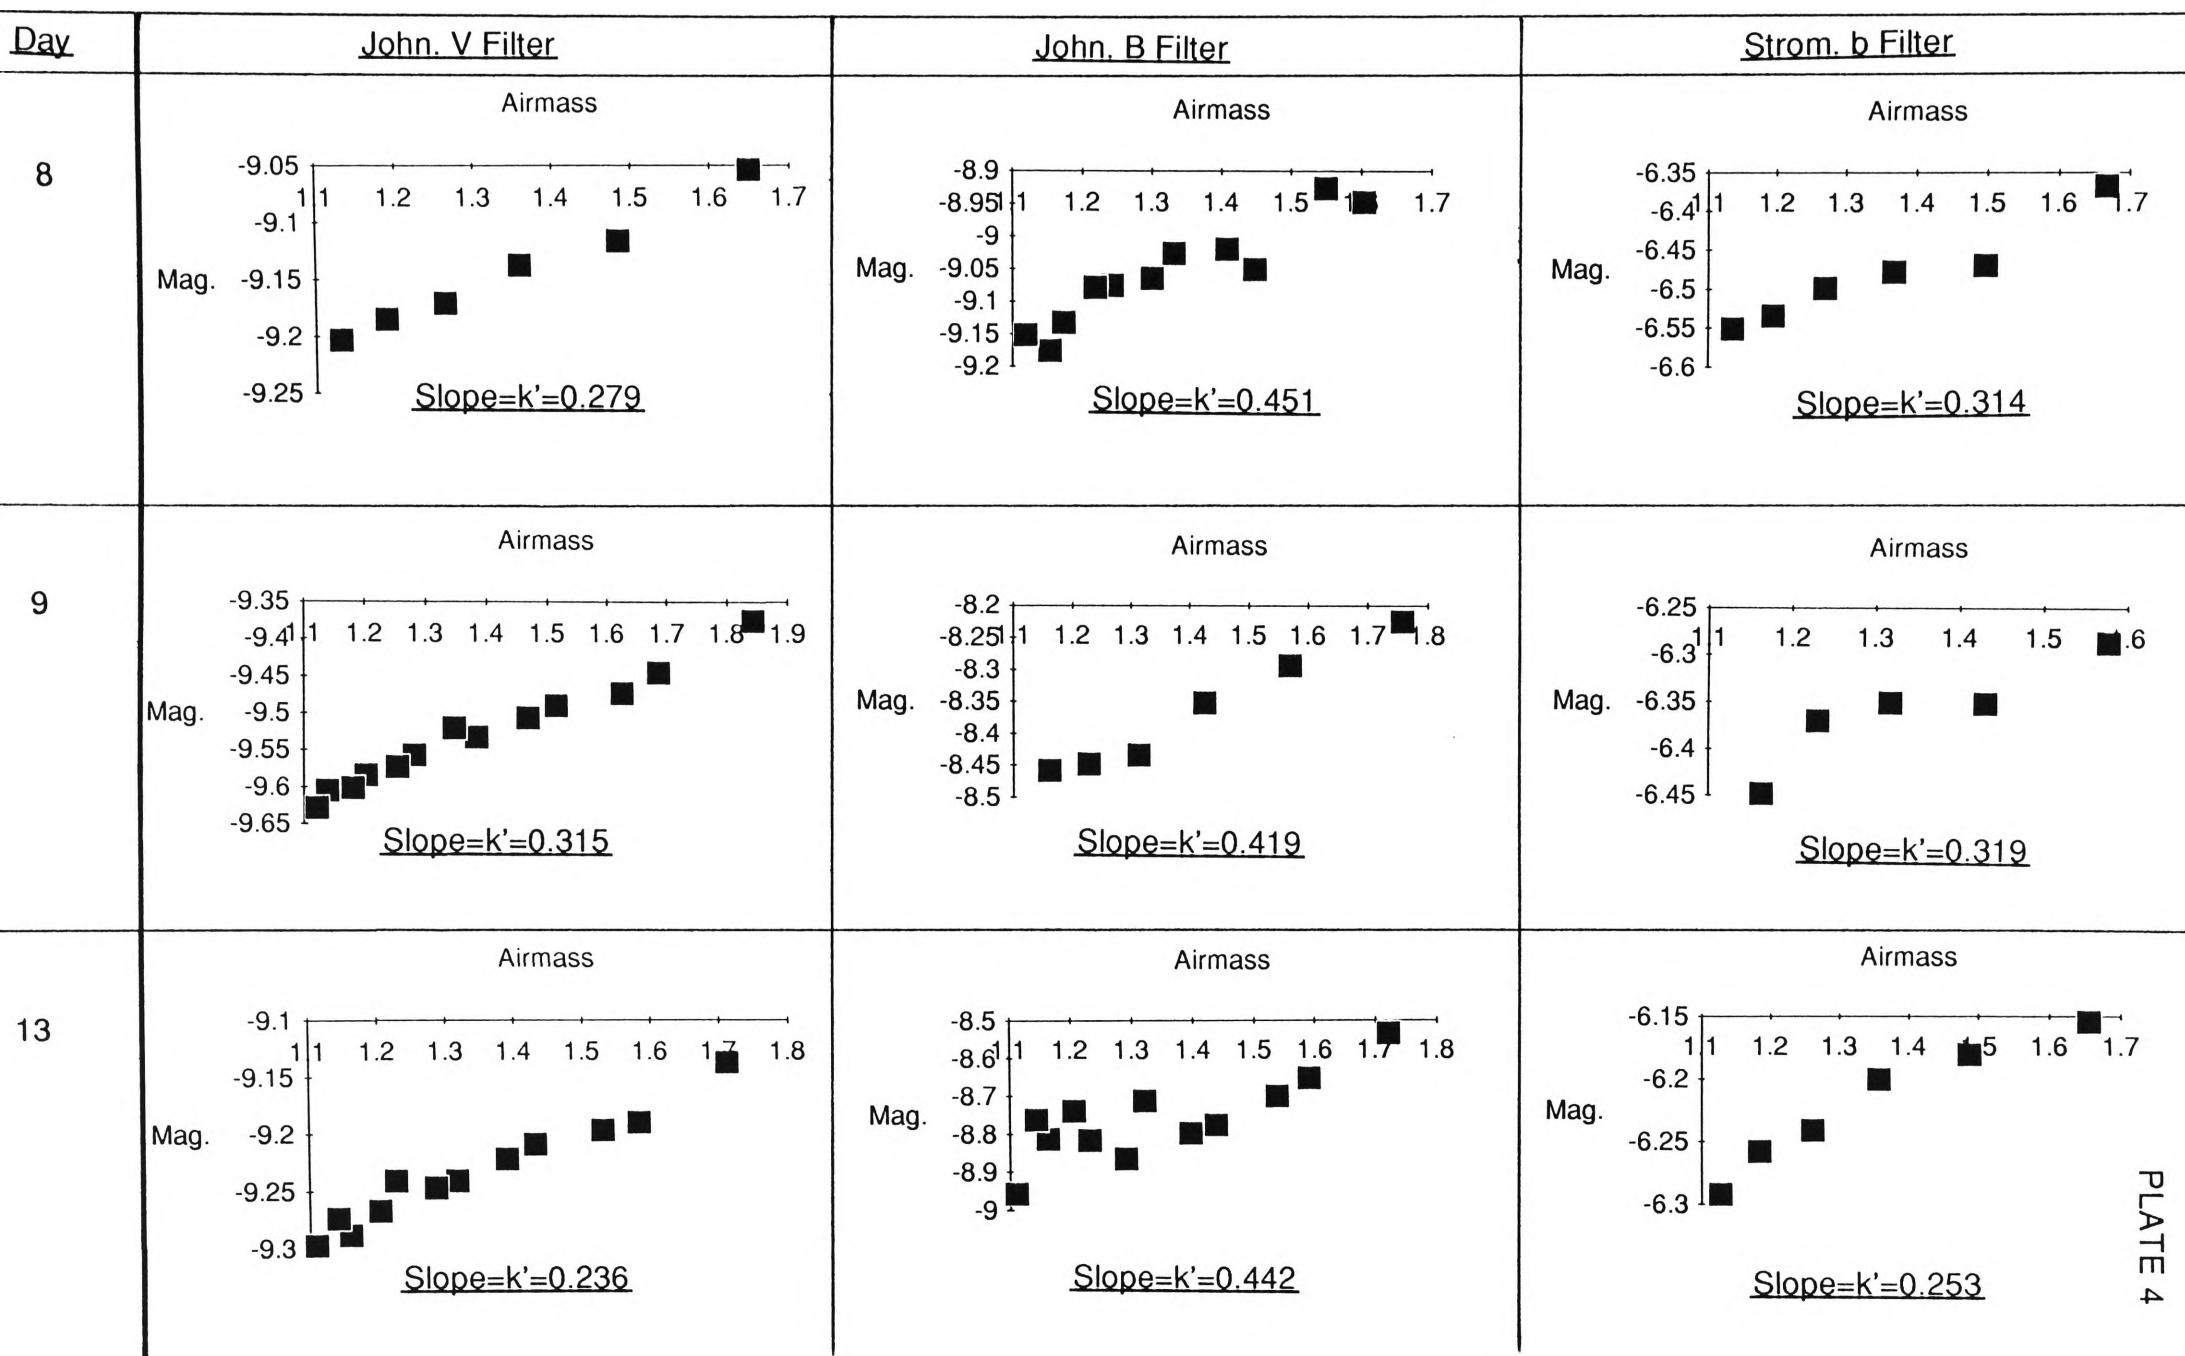 Day John. V Filter John. B Filter Strom. b Filter
8
Airmass
-9.05
1.1 1.2 1.3 1.4 1.5 1.6 1.7
-9.1
Mag. -9.15
-9.2
-9.25
Slope=k'=0.279
Airmass
-8.9
-8.95 1.1 1.2 1.3 1.4 1.5 1.6 1.7
-9
Mag. -9.05
-9.1
-9.15
-9.2
Slope=k'=0.451
Airmass
-6.35
1.1 1.2 1.3 1.4 1.5 1.6 1.7
-6.4
-6.45
Mag.
-6.5
-6.55
-6.6
Slope=k'=0.314
9
Airmass
-9.35
-9.4 1.1 1.2 1.3 1.4 1.5 1.6 1.7 1.8 1.9
-9.45
Mag. -9.5
-9.55
-9.6
-9.65
Slope=k'=0.315
Airmass
-8.2
-8.25 1.1 1.2 1.3 1.4 1.5 1.6 1.7 1.8
-8.3
Mag. -8.35
-8.4
-8.45
-8.5
Slope=k'=0.419
Airmass
-6.25
1.1 1.2 1.3 1.4 1.5 1.6
-6.3
Mag. -6.35
-6.4
-6.45
Slope=k'=0.319
13
Airmass
-9.1
1.1 1.2 1.3 1.4 1.5 1.6 1.7 1.8
-9.15
Mag. -9.2
-9.25
-9.3
Slope=k'=0.236
Airmass
-8.5
-8.6 1.1 1.2 1.3 1.4 1.5 1.6 1.7 1.8
-8.7
Mag. -8.8
-8.9
-9
Slope=k'=0.442
Airmass
-6.15
1.1 1.2 1.3 1.4 1.5 1.6 1.7
-6.2
Mag.
-6.25
-6.3
Slope=k'=0.253
PLATE 4